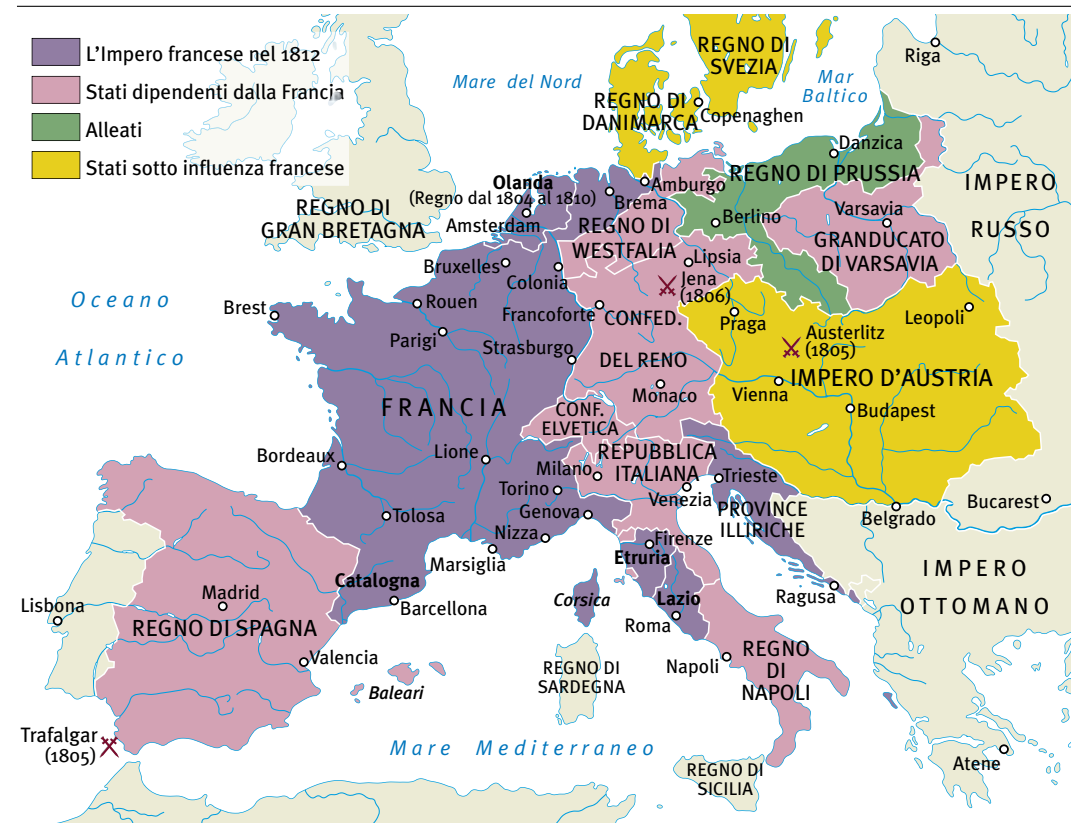 L'Impero francese nel 1812
Stati dipendenti dalla Francia
Alleati
Stati sotto influenza francese
REGNO DI
SVEZIA
Riga
Mare del Nord
Mar
Baltico
REGNO DI
DANIMARCA
Copenaghen
Danzica
REGNO DI PRUSSIA
Olanda
(Regno dal 1804 al 1810)
Amsterdam
Amburgo
Brema
Berlino
IMPERO
RUSSO
REGNO DI
GRAN BRETAGNA
REGNO DI
WESTFALIA
Varsavia
GRANDUCATO
DI VARSAVIA
Bruxelles
Colonia
Lipsia
Jena
(1806)
Oceano
Atlantico
Brest
Rouen
Francoforte
CONFED.
DEL RENO
Praga
Austerlitz
(1805)
Leopoli
Parigi
Strasburgo
Monaco
Vienna
IMPERO D'AUSTRIA
Budapest
FRANCIA
CONF.
ELVETICA
Bordeaux
Lione
Milano
REPUBBLICA
ITALIANA
Trieste
Torino
Venezia
PROVINCE
ILLIRICHE
Bucarest
Belgrado
Tolosa
Genova
Nizza
Marsiglia
Firenze
Etruria
IMPERO
OTTOMANO
Catalogna
Barcellona
Corsica
Lazio
Roma
Ragusa
Lisbona
Madrid
REGNO DI SPAGNA
Valencia
Baleari
REGNO DI
SARDEGNA
Napoli
REGNO
DI
NAPOLI
Trafalgar
(1805)
Mare Mediterraneo
REGNO DI
SICILIA
Atene